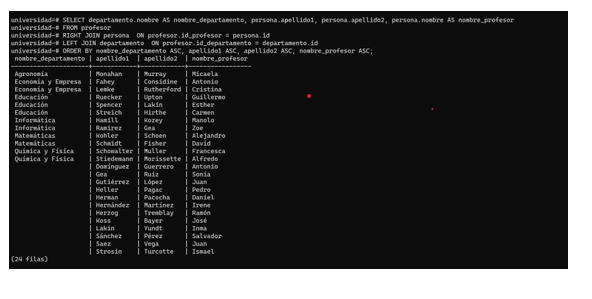 universidad=# SELECT departamento.nombre AS nombre_departamento, persona.apellido1, persona.apellido2, persona.nombre AS nombre_profesor
universidad-# FROM profesor
universidad-# RIGHT JOIN persona  ON profesor.id_profesor = persona.id
universidad-# LEFT JOIN departamento  ON profesor.id_departamento = departamento.id
universidad-# ORDER BY nombre_departamento ASC, apellido1 ASC, apellido2 ASC, nombre_profesor ASC;
nombre_departamento | apellido1 | apellido2 | nombre_profesor
---------------------+------------+------------+-----------------
Agronomía | Monahan | Murray | Micaela
Economía y Empresa | Fahey | Considine | Antonio
Economía y Empresa | Lemke | Rutherford | Cristina
Educación | Ruecker | Upton | Guillermo
Educación | Spencer | Lakin | Esther
Educación | Streich | Hirthe | Carmen
Informática | Hamill | Kozey | Manolo
Informática | Ramirez | Gea | Zoe
Matemáticas | Kohler | Schoen | Alejandro
Matemáticas | Schmidt | Fisher | David
Química y Física | Schowalter | Muller | Francesca
Química y Física | Stiedemann | Morissette | Alfredo
| Domínguez | Guerrero | Antonio
| Gea | Ruiz | Sonia
| Gutiérrez | López | Juan
| Heller | Pagac | Pedro
| Herman | Pacocha | Daniel
| Hernández | Martínez | Irene
| Herzog | Tremblay | Ramón
| Koss | Bayer | José
| Lakin | Yundt | Inma
| Sánchez | Pérez | Salvador
| Saez | Vega | Juan
| Strosin | Turcotte | Ismael
(24 filas)